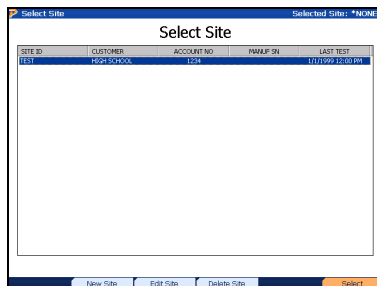 Select Site Selected Site: *NONE
Select Site
SITE ID CUSTOMER ACCOUNT NO MANUF SN LAST TEST
TEST HIGH SCHOOL 1234 1/1/1999 12:00 PM
New Site Edit Site Delete Site Select